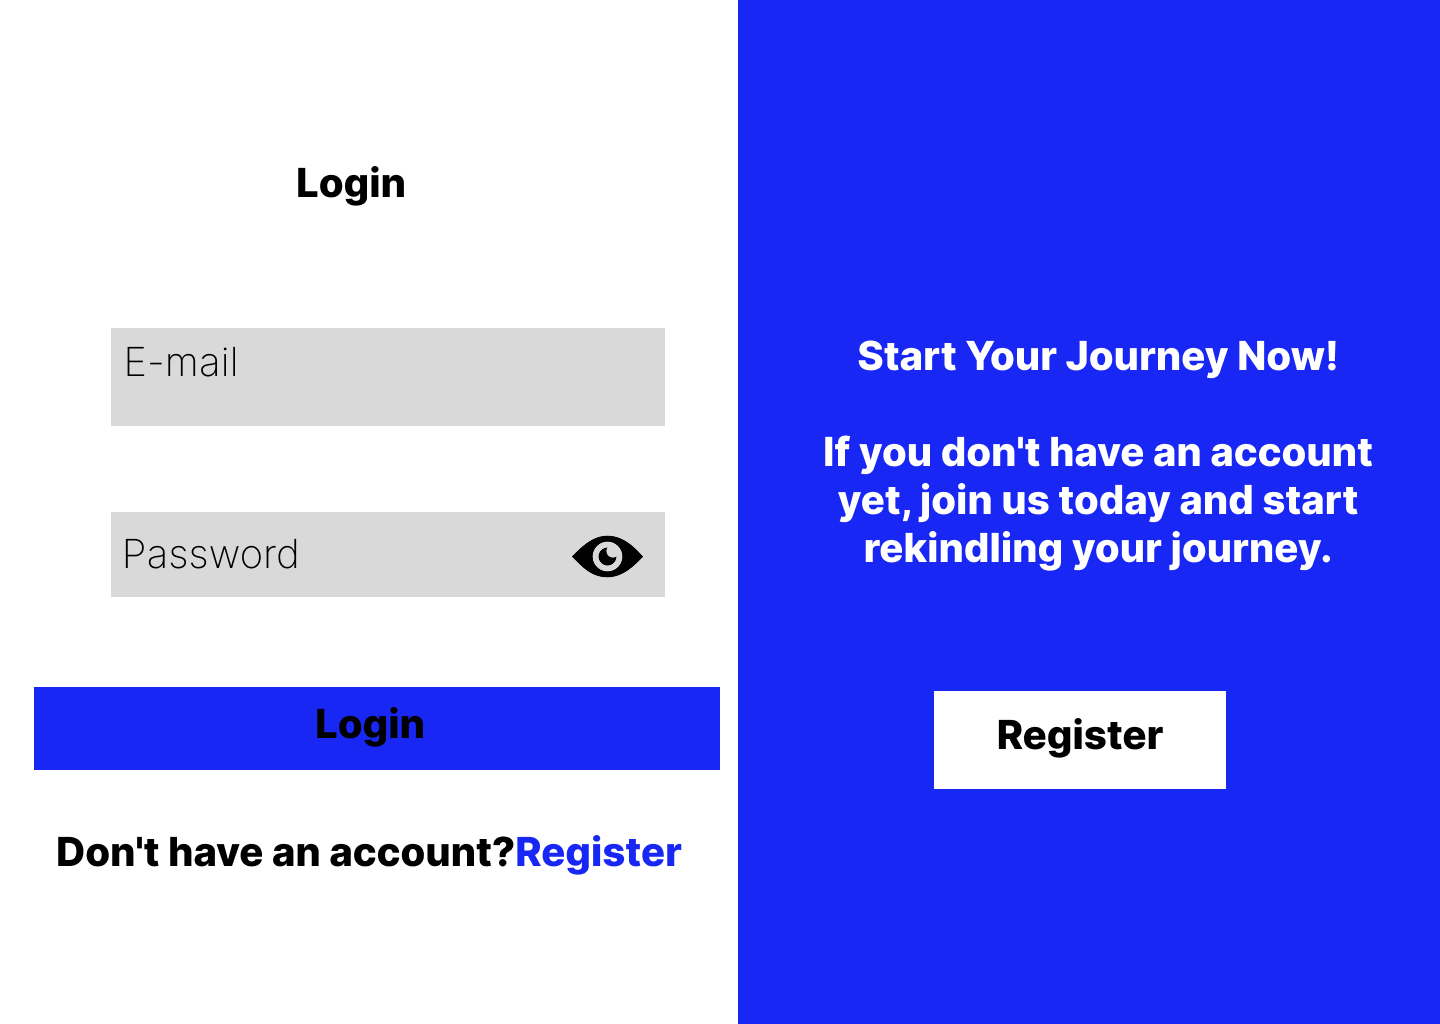 Login
E-mail
Password
Login
Don't have an account?Register
Start Your Journey Now!
If you don't have an account
yet, join us today and start
rekindling your journey.
Register